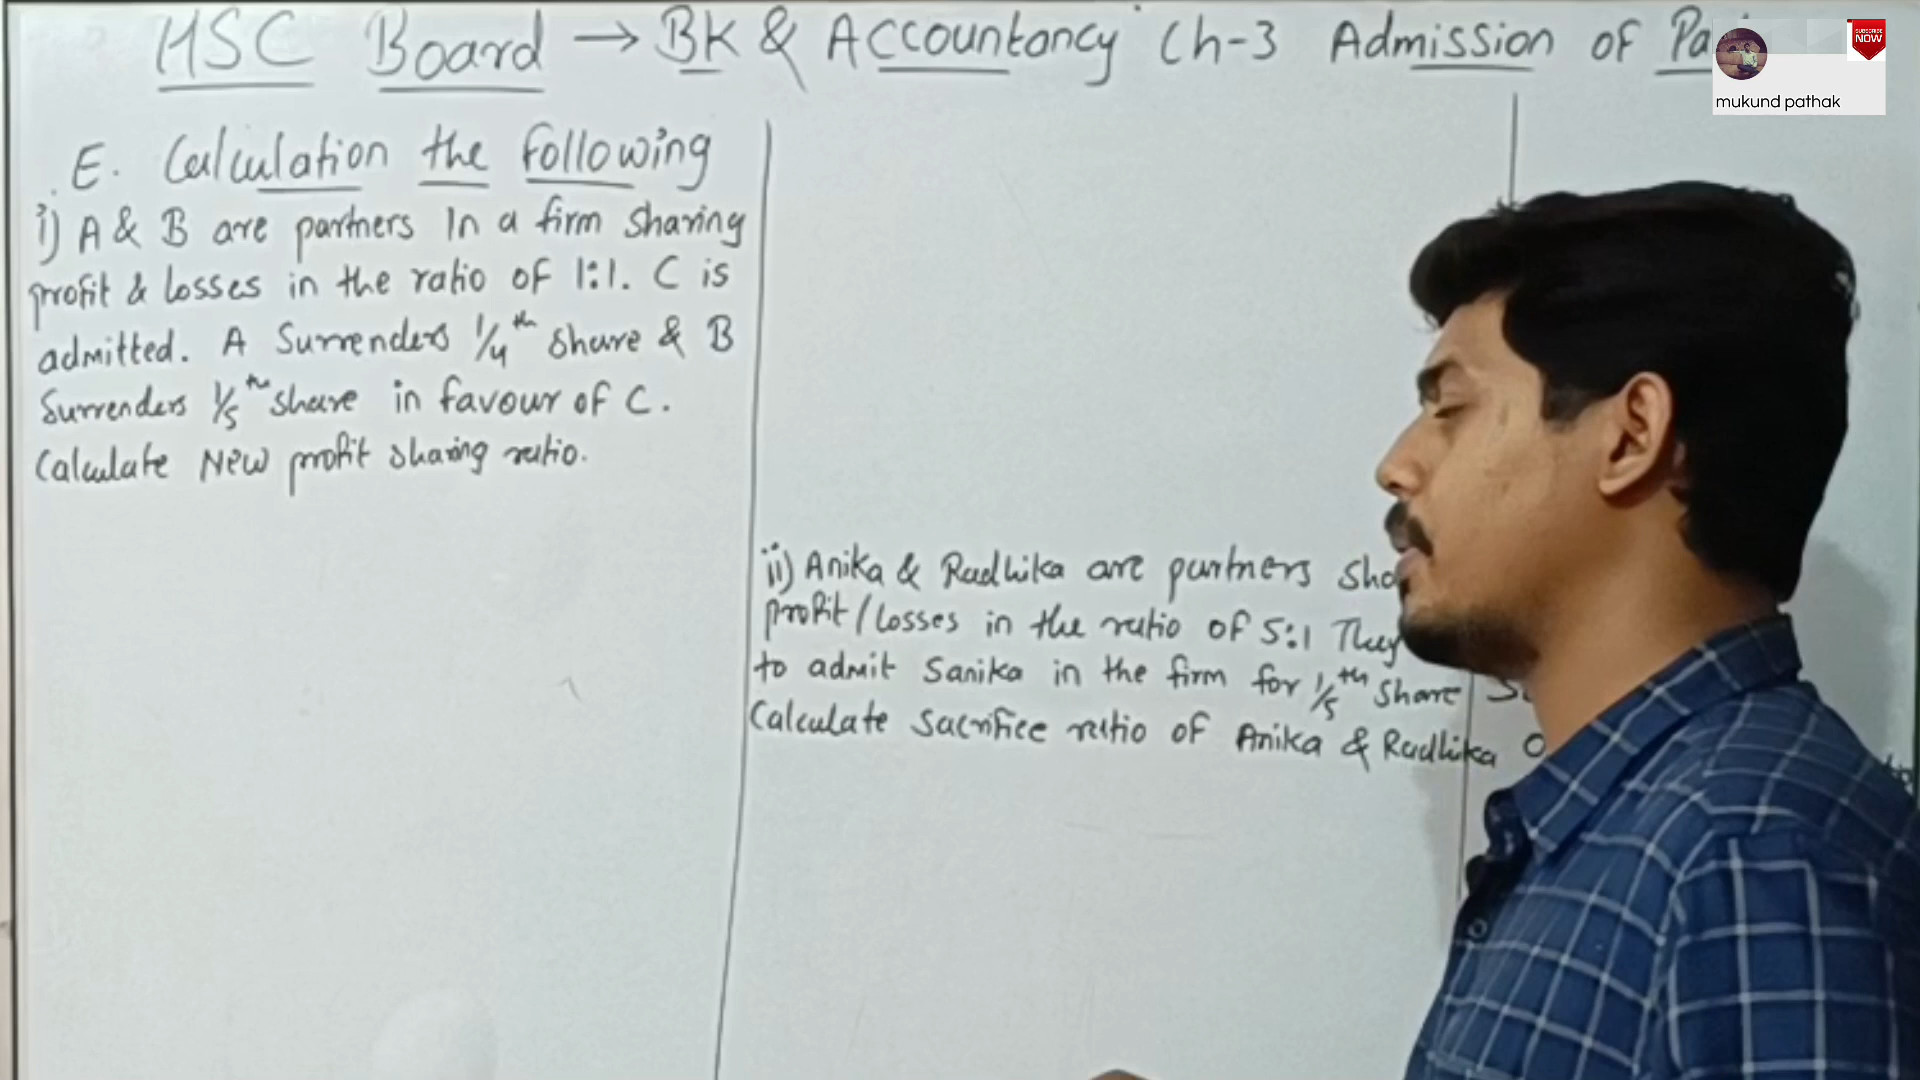 HSC Board → BK & Accountancy Ch-3 Admission of
SUBSCRIBE NOW
mukund pathak
E. Calculation the following
i) A & B are partners In a firm sharing
profit & losses in the ratio of 1:1. C is
admitted. A Surrenders 1/4th share & B
Surrenders 1/5th share in favour of C.
Calculate New profit sharing ratio.
ii) Anika & Radhika are partners
profit/losses in the ratio of 5:1 They
to admit Sanika in the firm for 1/5th Share
Calculate Sacrifice ratio of Anika & Radhika